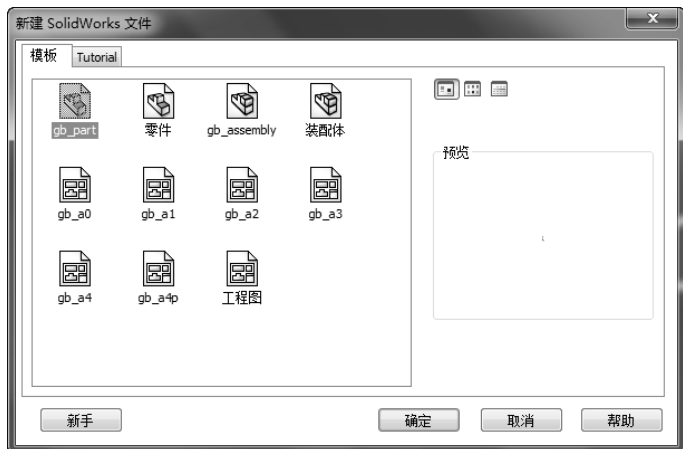 新建 SolidWorks 文件
模板 Tutorial
gb_part 零件 gb_assembly 装配体
预览
gb_a0 gb_a1 gb_a2 gb_a3
gb_a4 gb_a4p 工程图
新手 确定 取消 帮助